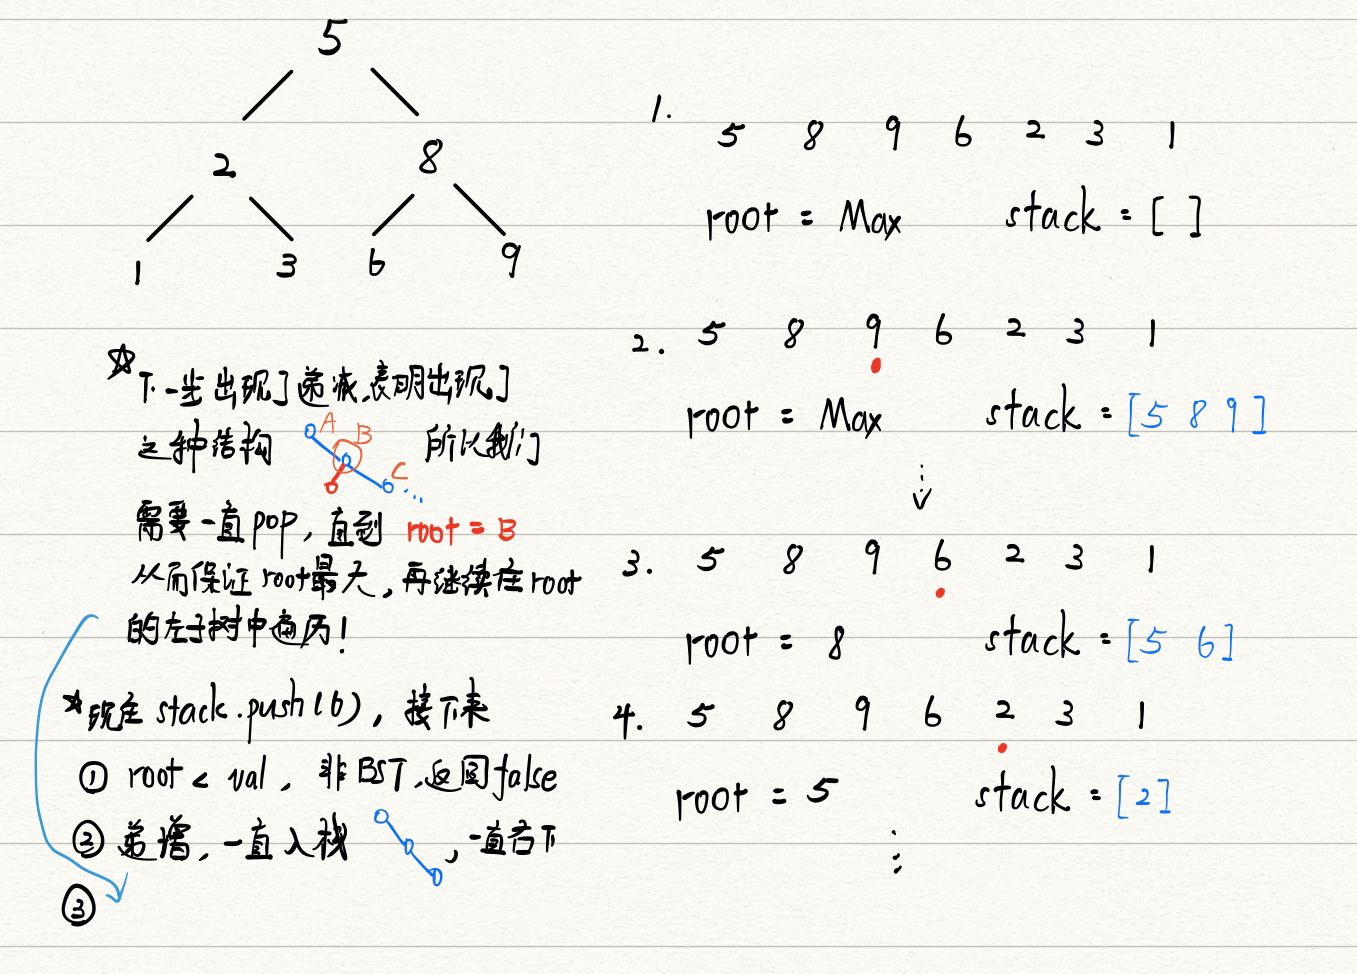 5
2 8
1 3 6 9
☆下一步出现了递减,表明出现了
这种结构 A B C ... 所以我们
需要一直pop,直到 root = B
从而保证root最大,再继续在root
的左子树中遍历!
☆现在 stack.push(6),接下来
① root < val,非BST,返回false
② 递增,一直入栈 ,一直右下
③
1. 5 8 9 6 2 3 1
root = Max stack = [ ]
2. 5 8 9 6 2 3 1
root = Max stack = [5 8 9]
3. 5 8 9 6 2 3 1
root = 8 stack = [5 6]
4. 5 8 9 6 2 3 1
root = 5 stack = [2]